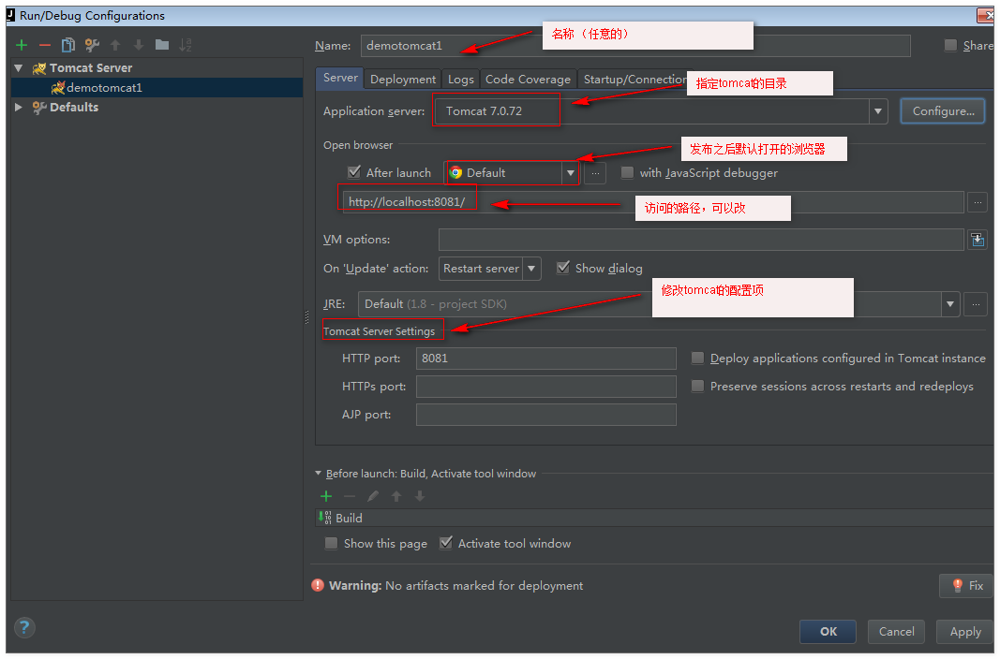 Run/Debug Configurations
Name: demotomcat1
名称（任意的）
Share
Tomcat Server
demotomcat1
Defaults
Server Deployment Logs Code Coverage Startup/Connection
指定tomcat的目录
Application server: Tomcat 7.0.72 Configure...
Open browser
发布之后默认打开的浏览器
After launch Default ... with JavaScript debugger
http://localhost:8081/ ...
访问的路径，可以改
VM options:
On 'Update' action: Restart server Show dialog
修改tomcat的配置项
JRE: Default (1.8 - project SDK) ...
Tomcat Server Settings
HTTP port: 8081 Deploy applications configured in Tomcat instance
HTTPs port: Preserve sessions across restarts and redeploys
AJP port:
Before launch: Build, Activate tool window
Build
Show this page Activate tool window
Warning: No artifacts marked for deployment Fix
? OK Cancel Apply